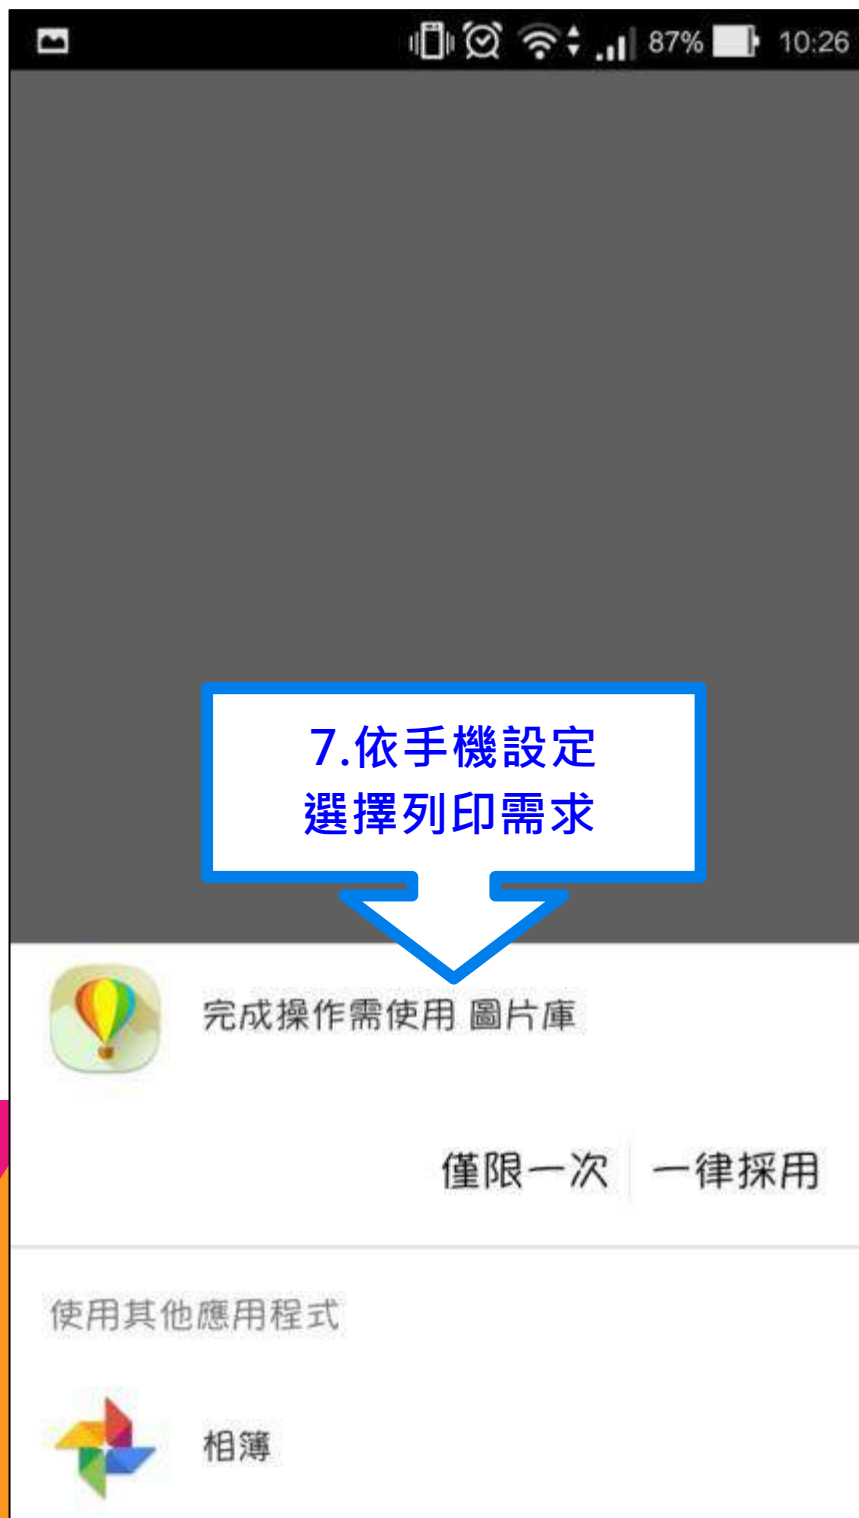 87% 10:26
7.依手機設定
選擇列印需求
完成操作需使用 圖片庫
僅限一次 一律採用
使用其他應用程式
相簿